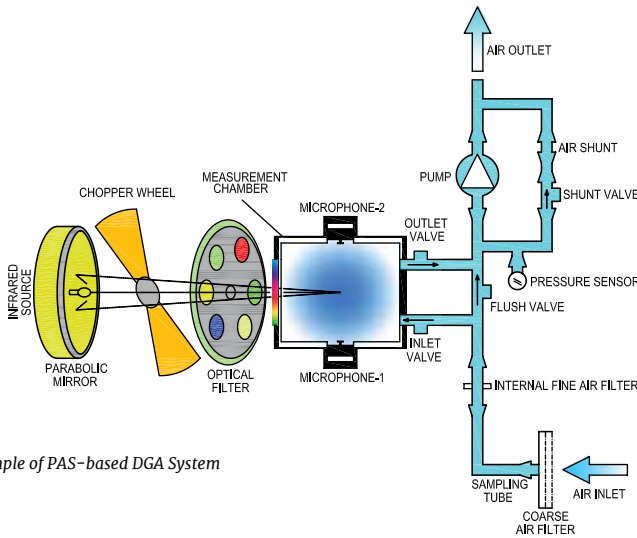 AIR OUTLET
AIR SHUNT
PUMP
SHUNT VALVE
MEASUREMENT
CHAMBER
CHOPPER WHEEL
MICROPHONE-2
OUTLET
VALVE
PRESSURE SENSOR
FLUSH VALVE
INFRARED
SOURCE
PARABOLIC
MIRROR
OPTICAL
FILTER
MICROPHONE-1
INLET
VALVE
INTERNAL FINE AIR FILTER
of PAS-based DGA System
SAMPLING
TUBE
AIR INLET
COARSE
AIR FILTER